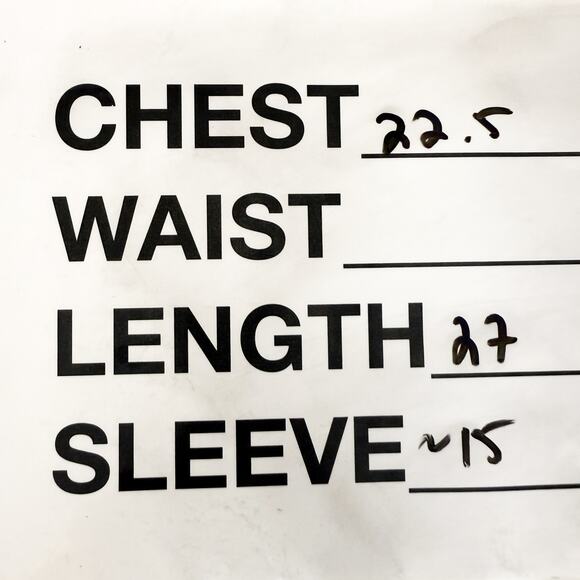 CHEST 22.5
WAIST
LENGTH 27
SLEEVE ~15